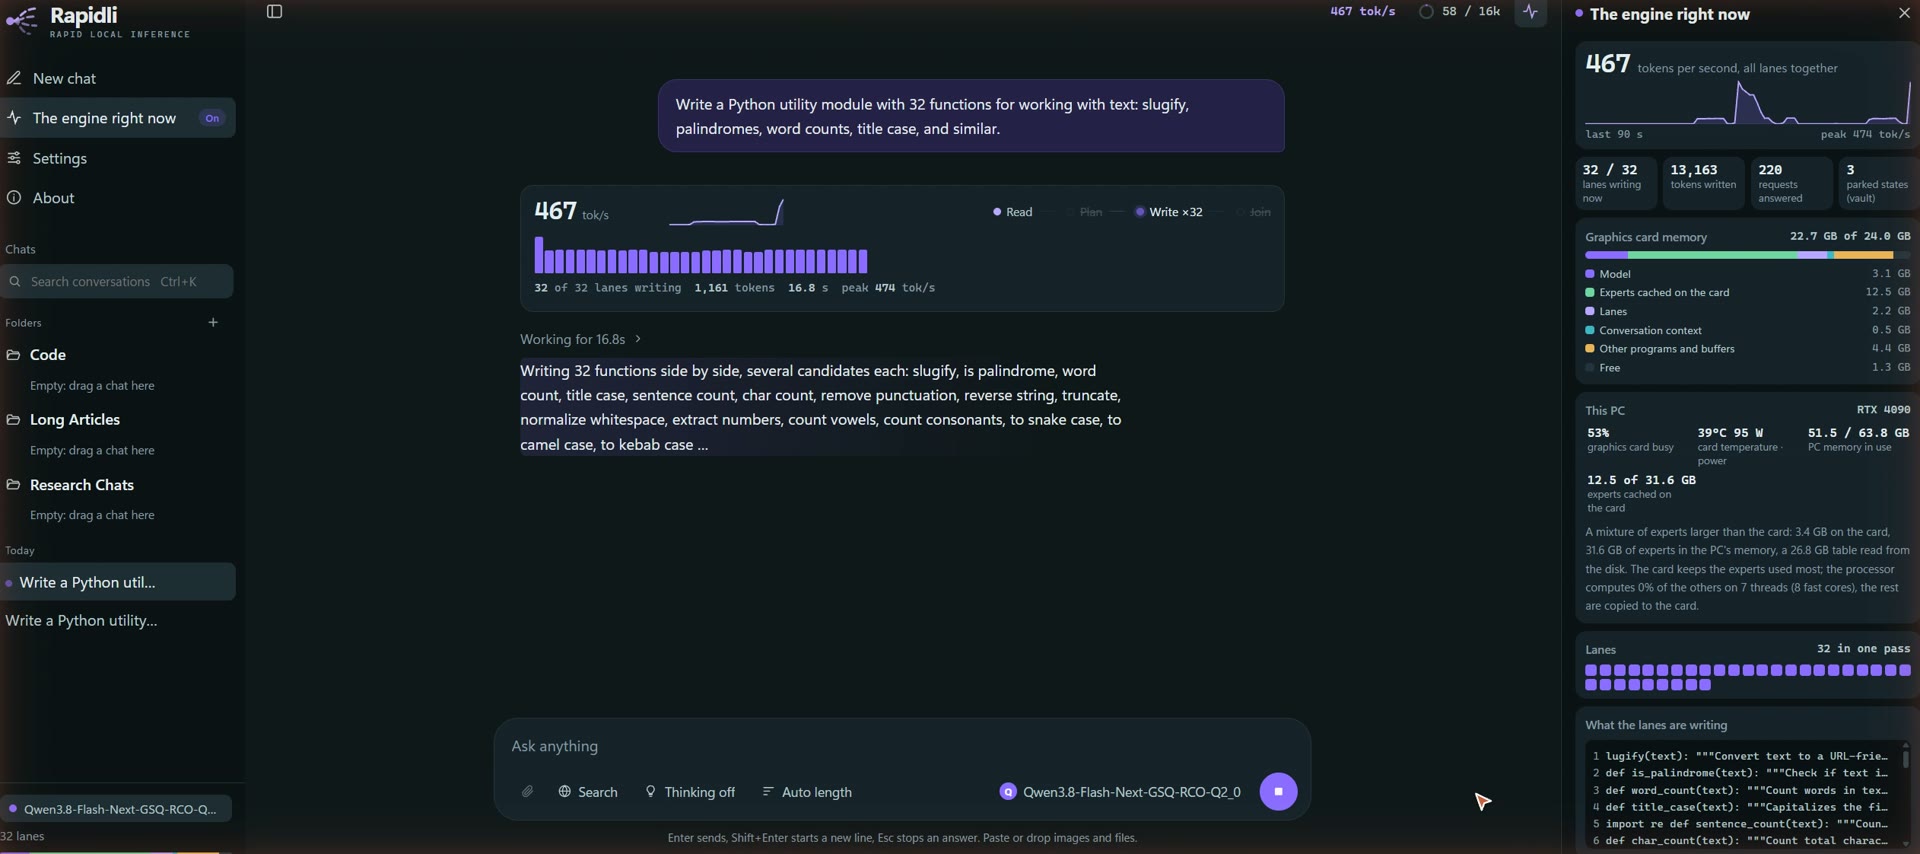 Rapidli
RAPID LOCAL INFERENCE
New chat
The engine right now On
Settings
About
Chats
Search conversations Ctrl+K
Folders +
Code
Empty: drag a chat here
Long Articles
Empty: drag a chat here
Research Chats
Empty: drag a chat here
Today
Write a Python util...
Write a Python utility...
Qwen3.8-Flash-Next-GSQ-RCO-Q...
32 lanes
467 tok/s 58 / 16k
Write a Python utility module with 32 functions for working with text: slugify,
palindromes, word counts, title case, and similar.
467 tok/s
Read Plan Write ×32 Join
32 of 32 lanes writing 1,161 tokens 16.8 s peak 474 tok/s
Working for 16.8s >
Writing 32 functions side by side, several candidates each: slugify, is palindrome, word
count, title case, sentence count, char count, remove punctuation, reverse string, truncate,
normalize whitespace, extract numbers, count vowels, count consonants, to snake case, to
camel case, to kebab case ...
Ask anything
Search Thinking off Auto length Q Qwen3.8-Flash-Next-GSQ-RCO-Q2_0
Enter sends, Shift+Enter starts a new line, Esc stops an answer. Paste or drop images and files.
The engine right now
467 tokens per second, all lanes together
last 90 s peak 474 tok/s
32 / 32
lanes writing
now
13,163
tokens written
220
requests
answered
3
parked states
(vault)
Graphics card memory 22.7 GB of 24.0 GB
Model 3.1 GB
Experts cached on the card 12.5 GB
Lanes 2.2 GB
Conversation context 0.5 GB
Other programs and buffers 4.4 GB
Free 1.3 GB
This PC RTX 4090
53%
graphics card busy
39°C 95 W
card temperature ·
power
51.5 / 63.8 GB
PC memory in use
12.5 of 31.6 GB
experts cached on
the card
A mixture of experts larger than the card: 3.4 GB on the card,
31.6 GB of experts in the PC's memory, a 26.8 GB table read from
the disk. The card keeps the experts used most; the processor
computes 0% of the others on 7 threads (8 fast cores), the rest
are copied to the card.
Lanes 32 in one pass
What the lanes are writing
1 lugify(text): """Convert text to a URL-frie…
2 def is_palindrome(text): """Check if text i…
3 def word_count(text): """Count words in tex…
4 def title_case(text): """Capitalizes the fi…
5 import re def sentence_count(text): """Coun…
6 def char_count(text): """Count total charac…